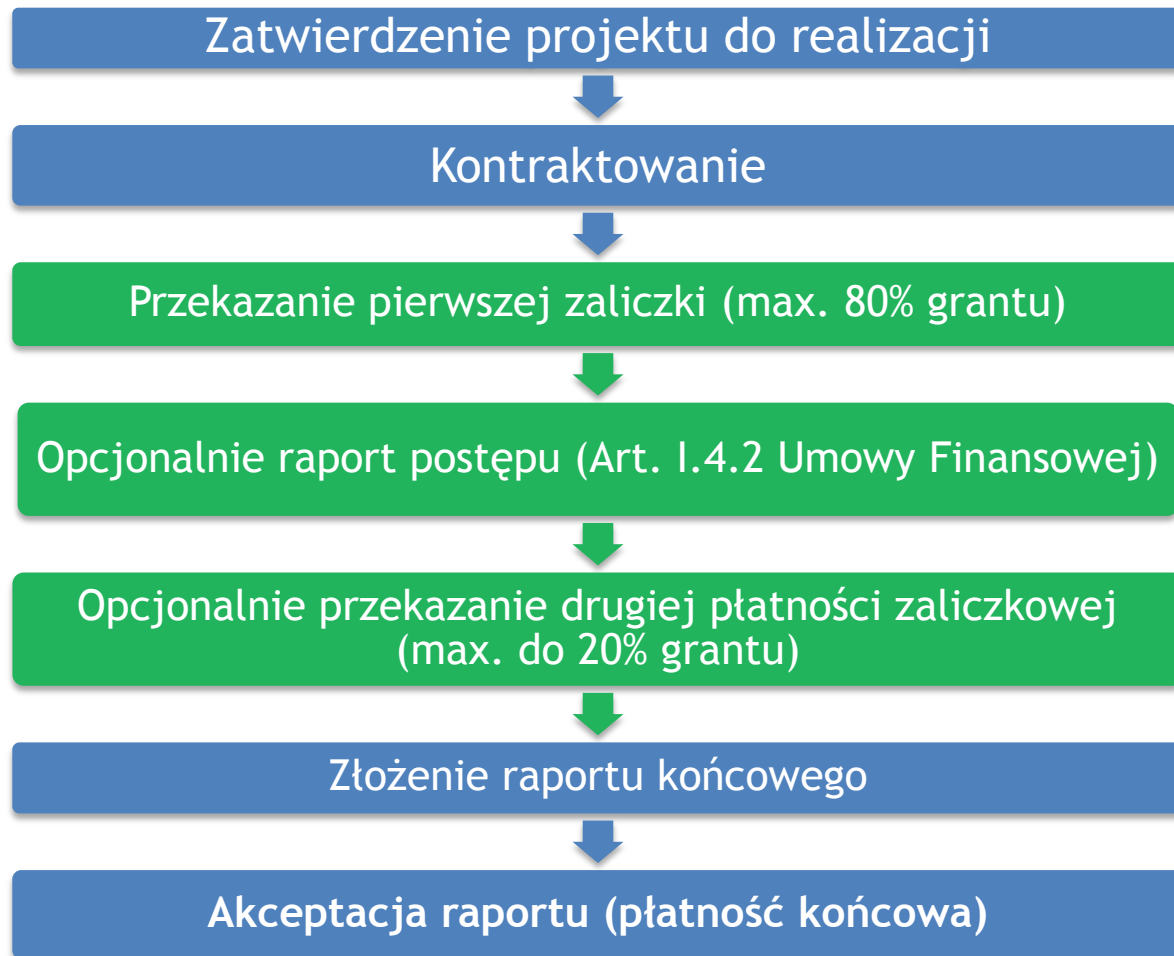 Zatwierdzenie projektu do realizacji
Kontraktowanie
Przekazanie pierwszej zaliczki (max. 80% grantu)
Opcjonalnie raport postępu (Art. I.4.2 Umowy Finansowej)
Opcjonalnie przekazanie drugiej płatności zaliczkowej
(max. do 20% grantu)
Złożenie raportu końcowego
Akceptacja raportu (płatność końcowa)